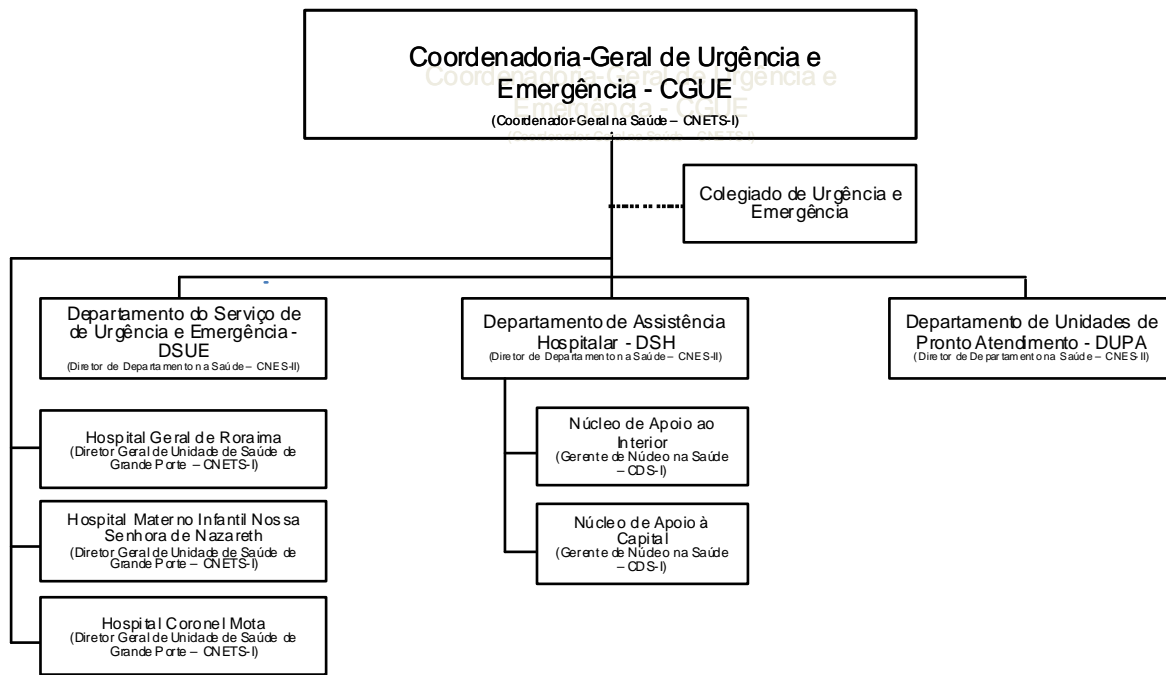 Coordenadoria-Geral de Urgência e
Emergência - CGUE
(Coordenador-Geral na Saúde – CNETS-I)
Colegiado de Urgência e
Emergência
Departamento do Serviço de
de Urgência e Emergência -
DSUE
(Diretor de Departamento na Saúde – CNES-II)
Departamento de Assistência
Hospitalar - DSH
(Diretor de Departamento na Saúde – CNES-II)
Departamento de Unidades de
Pronto Atendimento - DUPA
(Diretor de Departamento na Saúde – CNES-II)
Hospital Geral de Roraima
(Diretor Geral de Unidade de Saúde de
Grande Porte – CNETS-I)
Núcleo de Apoio ao
Interior
(Gerente de Núcleo na Saúde
– CDS-I)
Hospital Materno Infantil Nossa
Senhora de Nazareth
(Diretor Geral de Unidade de Saúde de
Grande Porte – CNETS-I)
Núcleo de Apoio à
Capital
(Gerente de Núcleo na Saúde
– CDS-I)
Hospital Coronel Mota
(Diretor Geral de Unidade de Saúde de
Grande Porte – CNETS-I)